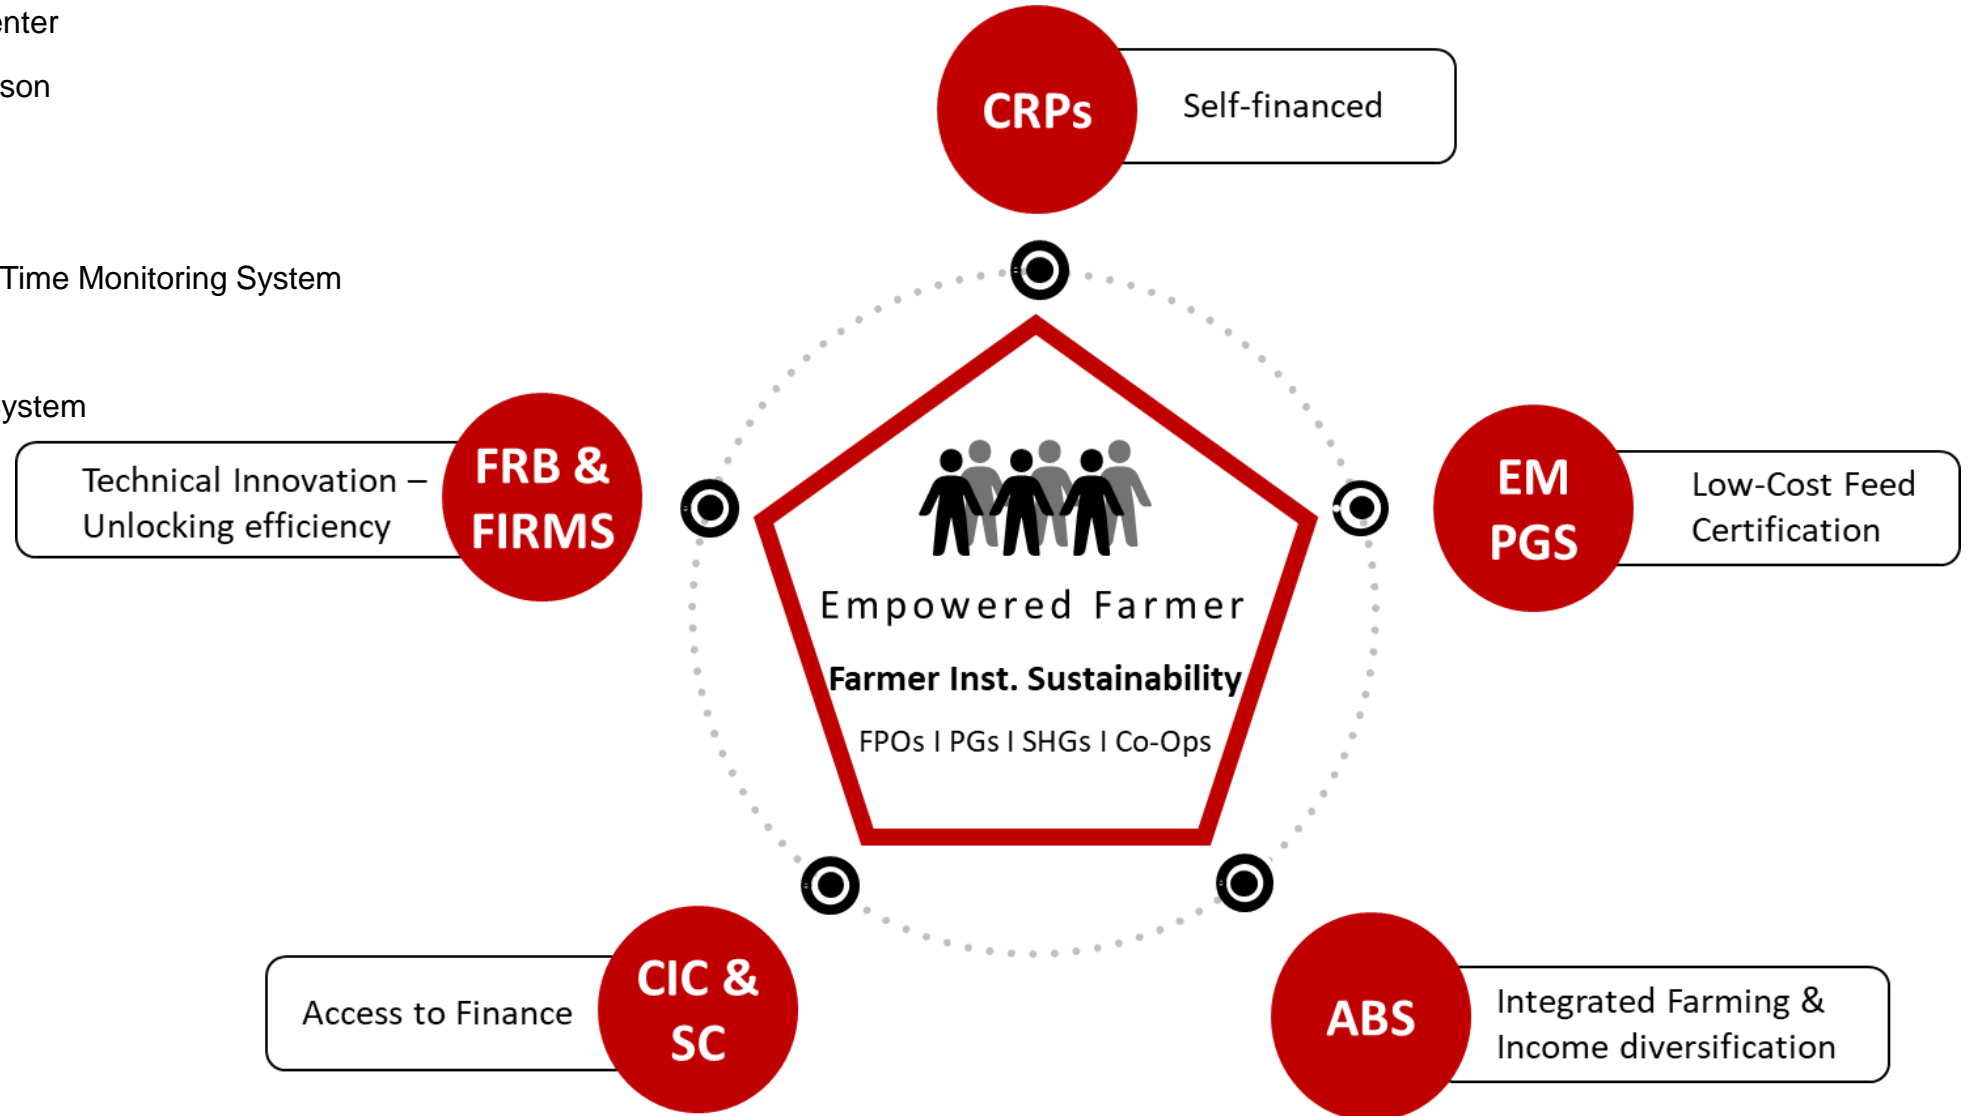 enter
son
Time Monitoring System
ystem
CRPs
Self-financed
FRB &
FIRMS
Technical Innovation –
Unlocking efficiency
EM
PGS
Low-Cost Feed
Certification
Empowered Farmer
Farmer Inst. Sustainability
FPOs I PGs I SHGs I Co-Ops
CIC &
SC
Access to Finance
ABS
Integrated Farming &
Income diversification